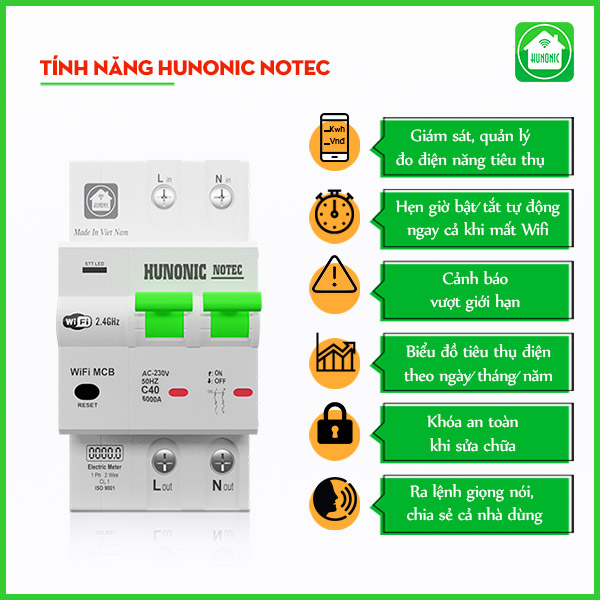 TÍNH NĂNG HUNONIC NOTEC
HUNONIC
Kwh
Vnđ
Giám sát, quản lý
đo điện năng tiêu thụ
Hẹn giờ bật/tắt tự động
ngay cả khi mất Wifi
Cảnh báo
vượt giới hạn
Biểu đồ tiêu thụ điện
theo ngày/tháng/năm
Khóa an toàn
khi sửa chữa
Ra lệnh giọng nói,
chia sẻ cả nhà dùng
HUNONIC
Made In Viet Nam
L in
N in
STT LED
HUNONIC NOTEC
WiFi 2.4GHz
WiFi MCB
RESET
AC-230V
50HZ
C40
6000A
↑: ON
↓: OFF
0000.0
Electric Meter
1 Ph 2 Wire
CL.1
ISO 9001
L out
N out